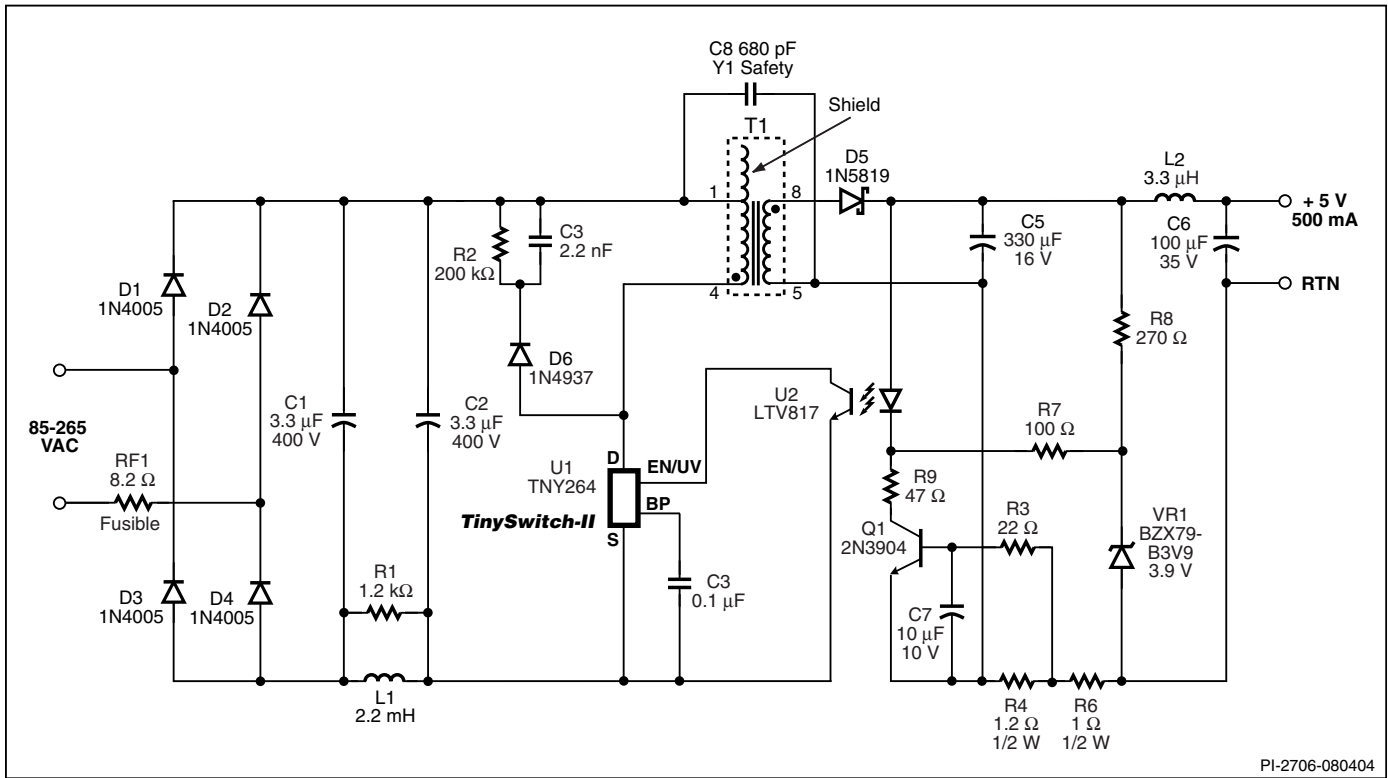 C8 680 pF
Y1 Safety
Shield
T1
1
8
4
5
D5
1N5819
L2
3.3 µH
+ 5 V
500 mA
RTN
C5
330 µF
16 V
C6
100 µF
35 V
R2
200 kΩ
C3
2.2 nF
D1
1N4005
D2
1N4005
D6
1N4937
R8
270 Ω
85-265
VAC
RF1
8.2 Ω
Fusible
C1
3.3 µF
400 V
C2
3.3 µF
400 V
U2
LTV817
R7
100 Ω
D
EN/UV
U1
TNY264
BP
TinySwitch-II
S
R9
47 Ω
Q1
2N3904
R3
22 Ω
VR1
BZX79-
B3V9
3.9 V
D3
1N4005
D4
1N4005
R1
1.2 kΩ
C3
0.1 µF
C7
10 µF
10 V
L1
2.2 mH
R4
1.2 Ω
1/2 W
R6
1 Ω
1/2 W
PI-2706-080404